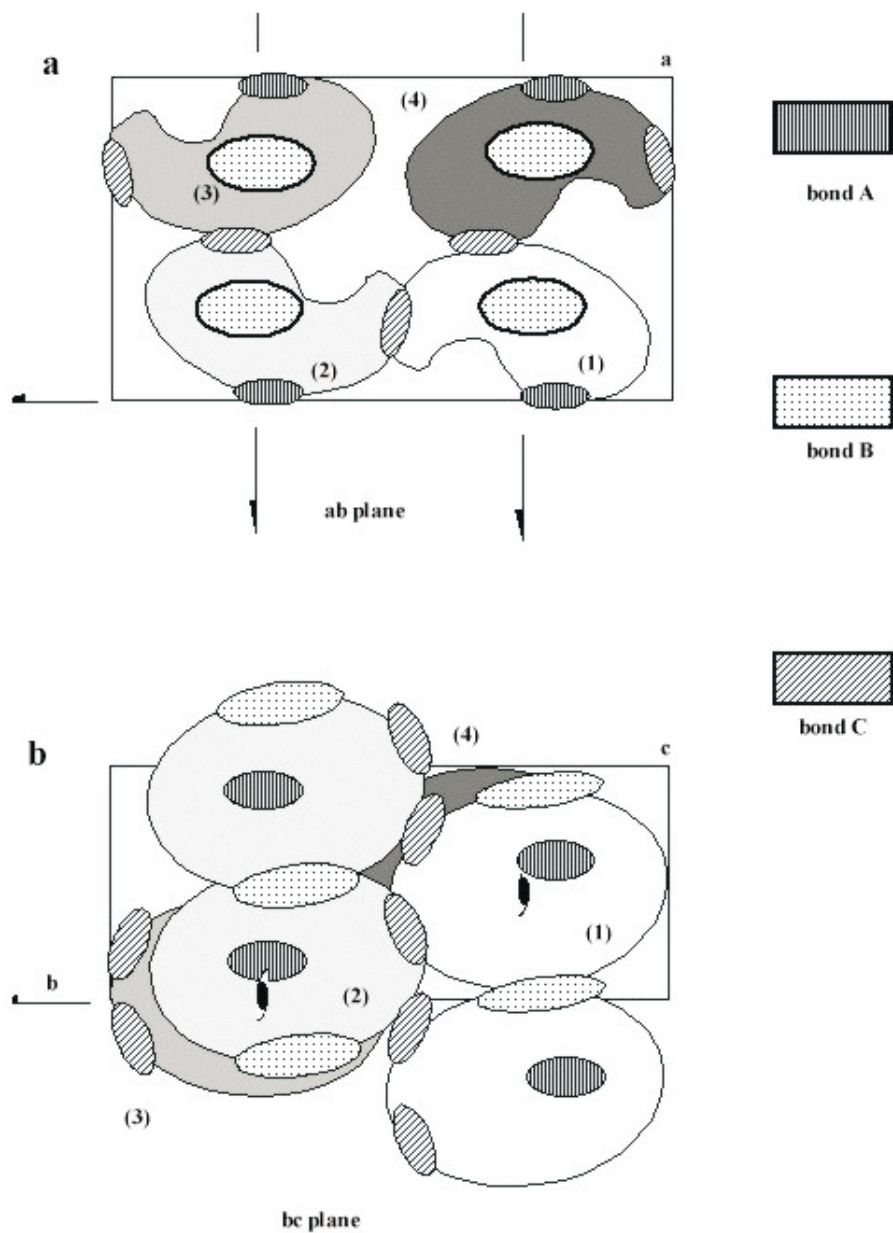 a
a
(4)
(3)
bond A
(2)
(1)
bond B
ab plane
bond C
b
(4)
c
(1)
b
(2)
(3)
bc plane